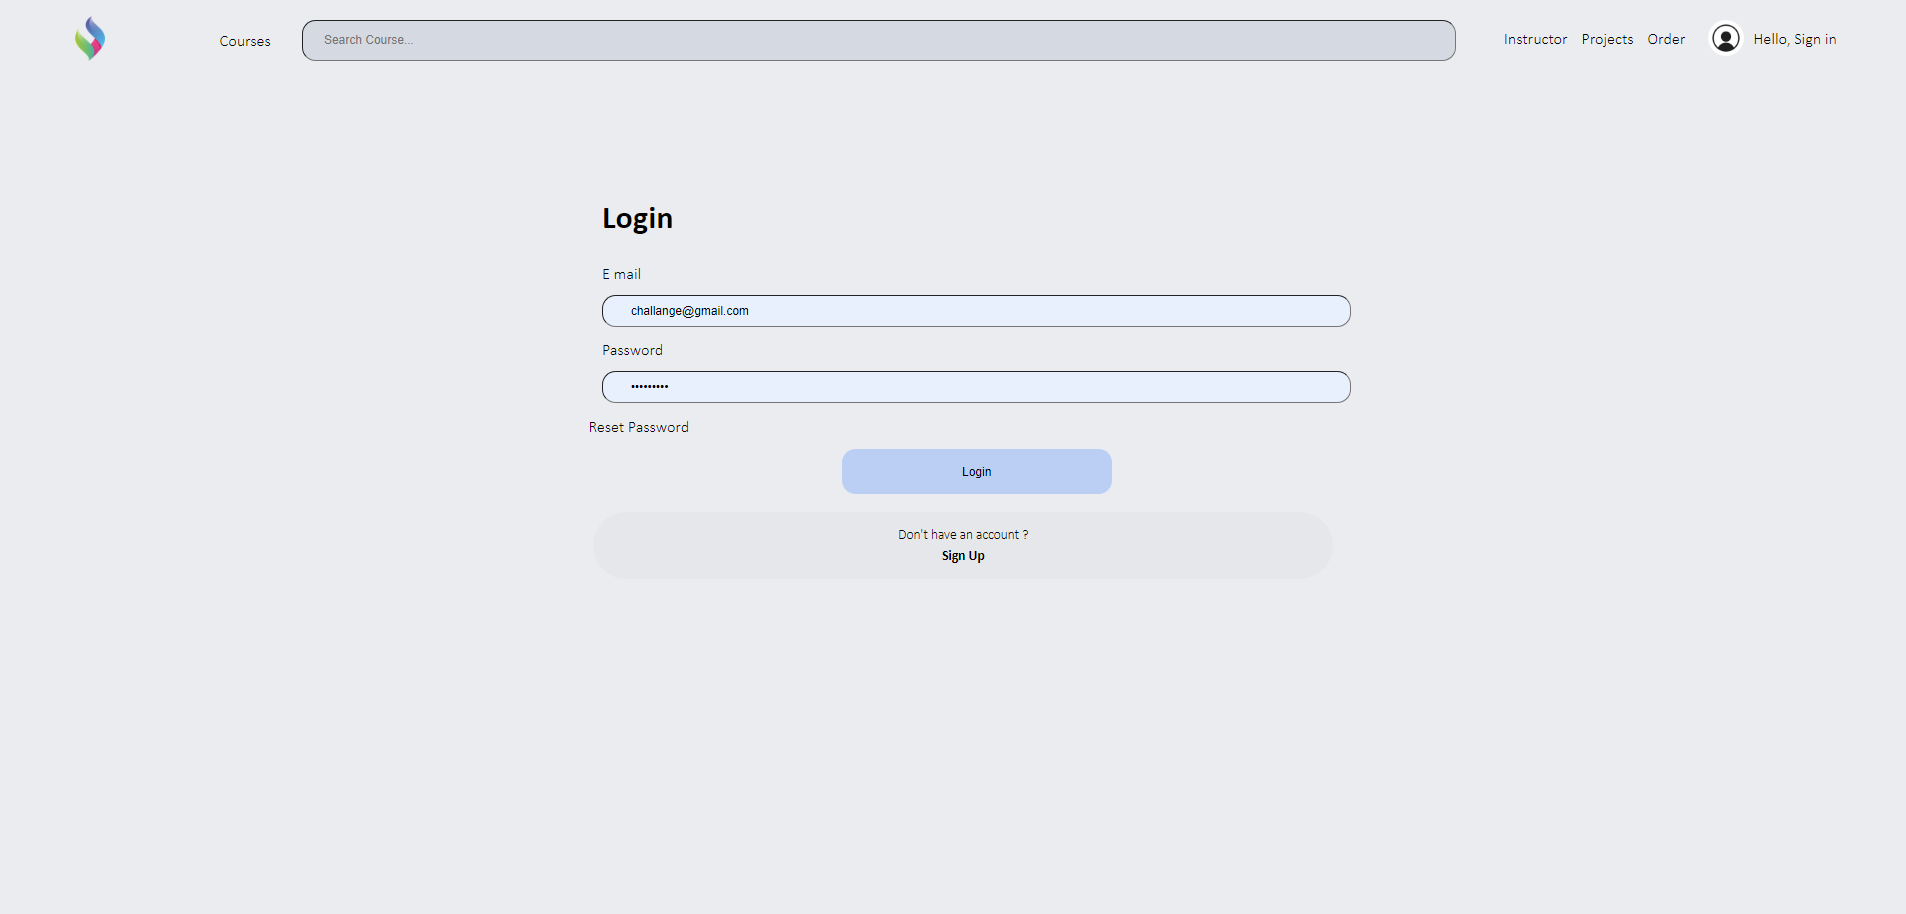 Courses
Search Course...
Instructor Projects Order Hello, Sign in
Login
E mail
challange@gmail.com
Password
•••••••••
Reset Password
Login
Don't have an account ?
Sign Up